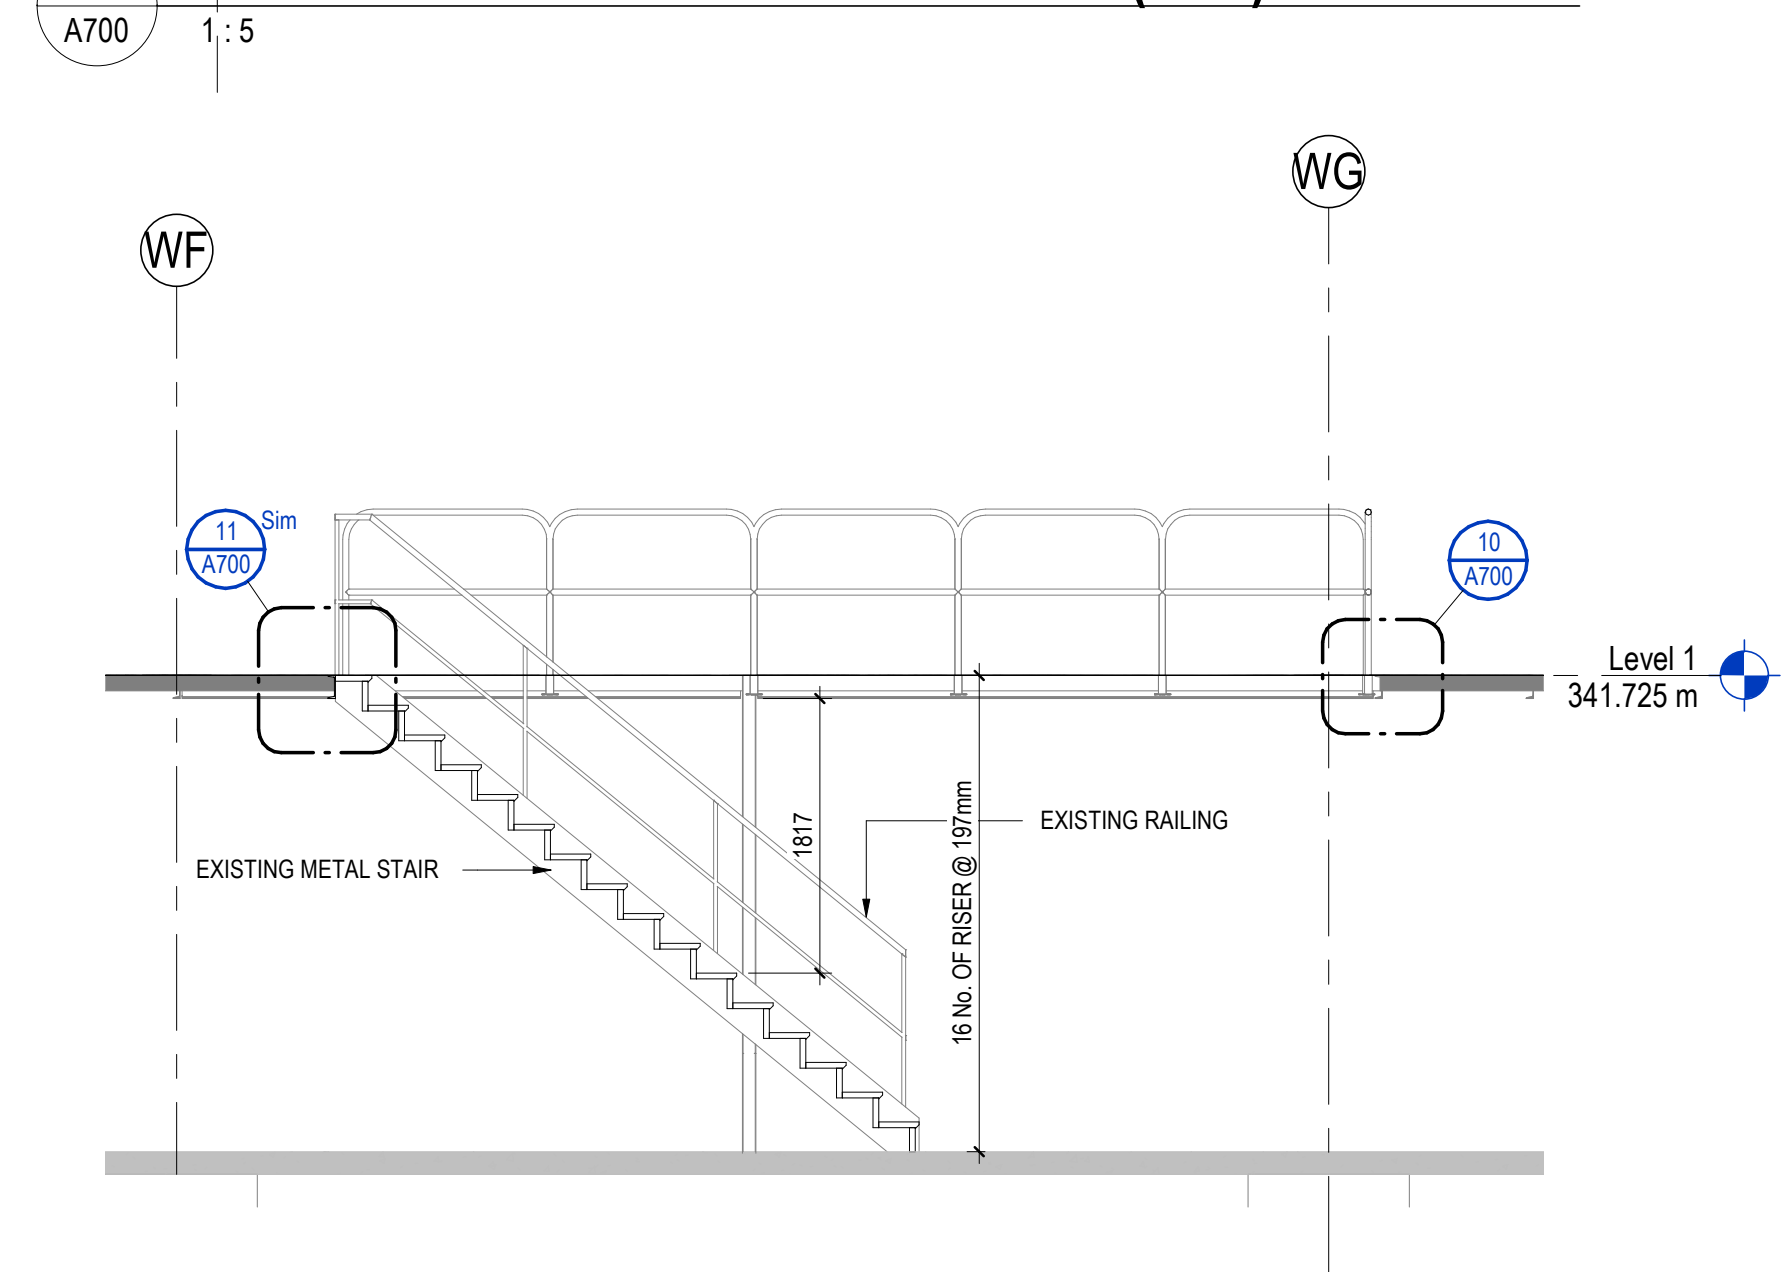 A700
1 : 5
WG
WF
11
A700
Sim
10
A700
Level 1
341.725 m
1817
16 No. OF RISER @ 197mm
EXISTING RAILING
EXISTING METAL STAIR